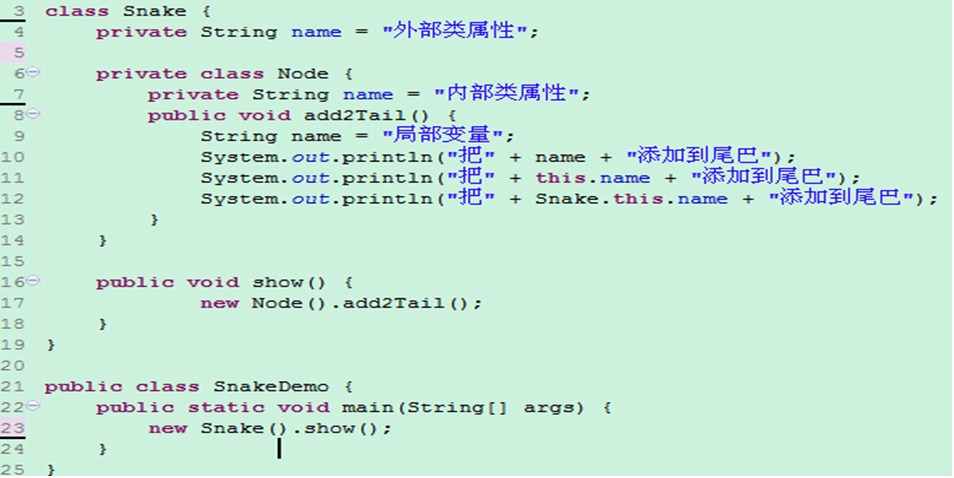 3 class Snake {
4     private String name = "外部类属性";
5
6     private class Node {
7         private String name = "内部类属性";
8         public void add2Tail() {
9             String name = "局部变量";
10             System.out.println("把" + name + "添加到尾巴");
11             System.out.println("把" + this.name + "添加到尾巴");
12             System.out.println("把" + Snake.this.name + "添加到尾巴");
13         }
14     }
15
16     public void show() {
17             new Node().add2Tail();
18     }
19 }
20
21 public class SnakeDemo {
22     public static void main(String[] args) {
23         new Snake().show();
24     }
25 }